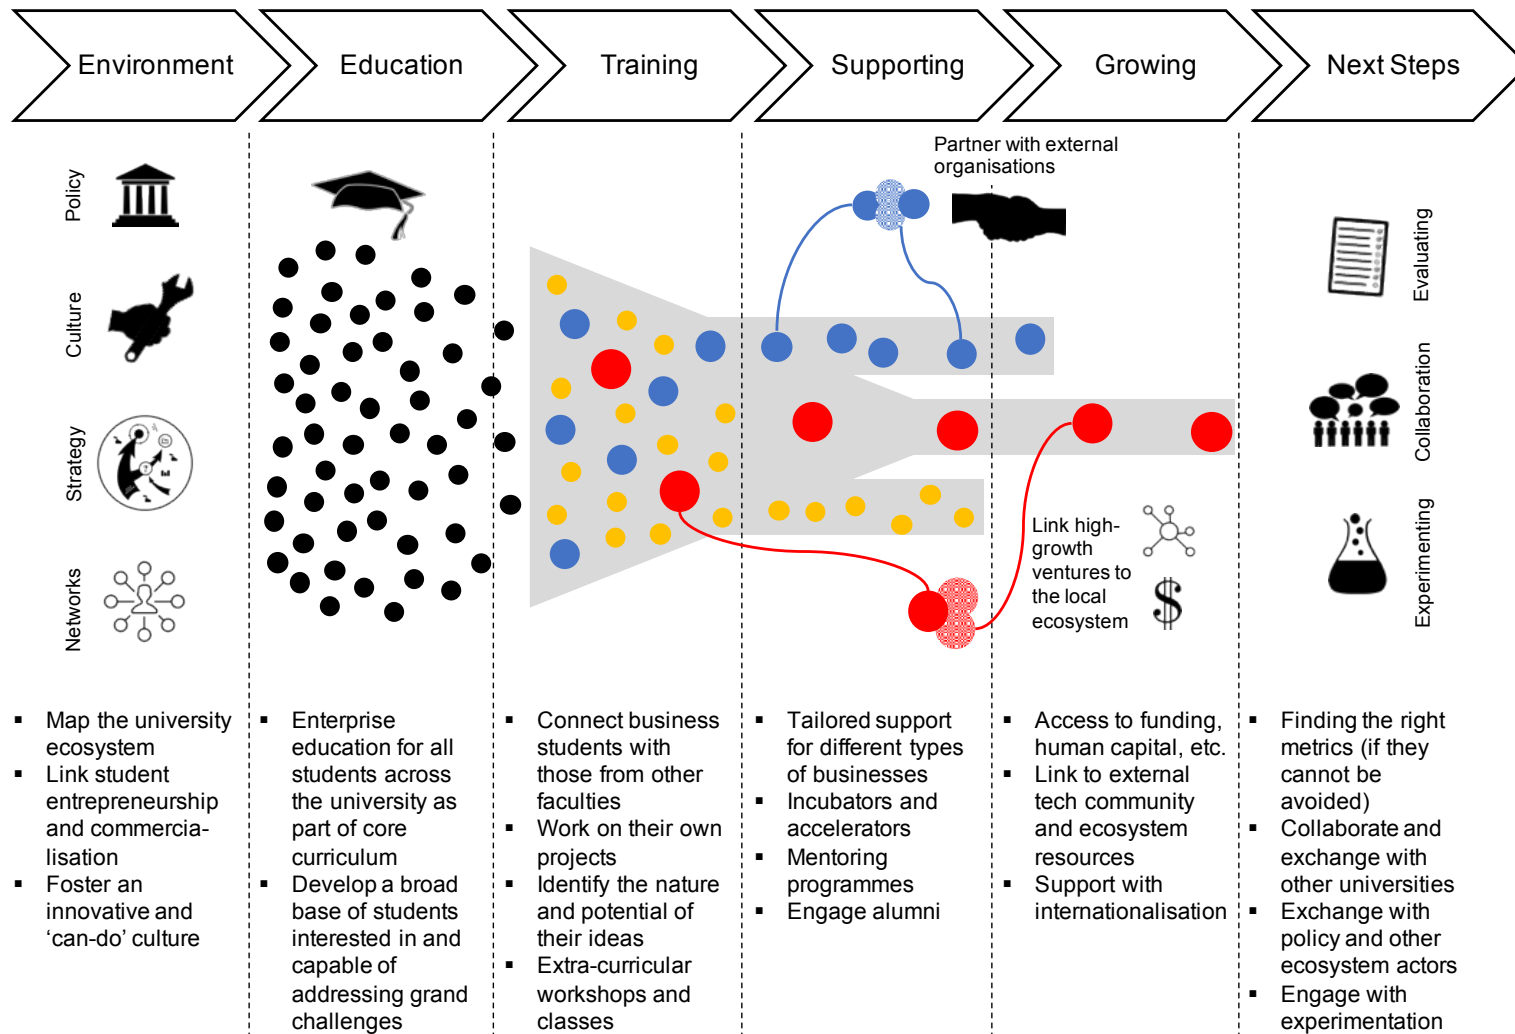 Environment
Education
Training
Supporting
Growing
Next Steps
Policy
Culture
Strategy
Networks
Partner with external
organisations
Link high-
growth
ventures to
the local
ecosystem
$
Evaluating
Collaboration
Experimenting
▪ Map the university
ecosystem
▪ Link student
entrepreneurship
and commercia-
lisation
▪ Foster an
innovative and
‘can-do’ culture
▪ Enterprise
education for all
students across
the university as
part of core
curriculum
▪ Develop a broad
base of students
interested in and
capable of
addressing grand
challenges
▪ Connect business
students with
those from other
faculties
▪ Work on their own
projects
▪ Identify the nature
and potential of
their ideas
▪ Extra-curricular
workshops and
classes
▪ Tailored support
for different types
of businesses
▪ Incubators and
accelerators
▪ Mentoring
programmes
▪ Engage alumni
▪ Access to funding,
human capital, etc.
▪ Link to external
tech community
and ecosystem
resources
▪ Support with
internationalisation
▪ Finding the right
metrics (if they
cannot be
avoided)
▪ Collaborate and
exchange with
other universities
▪ Exchange with
policy and other
ecosystem actors
▪ Engage with
experimentation